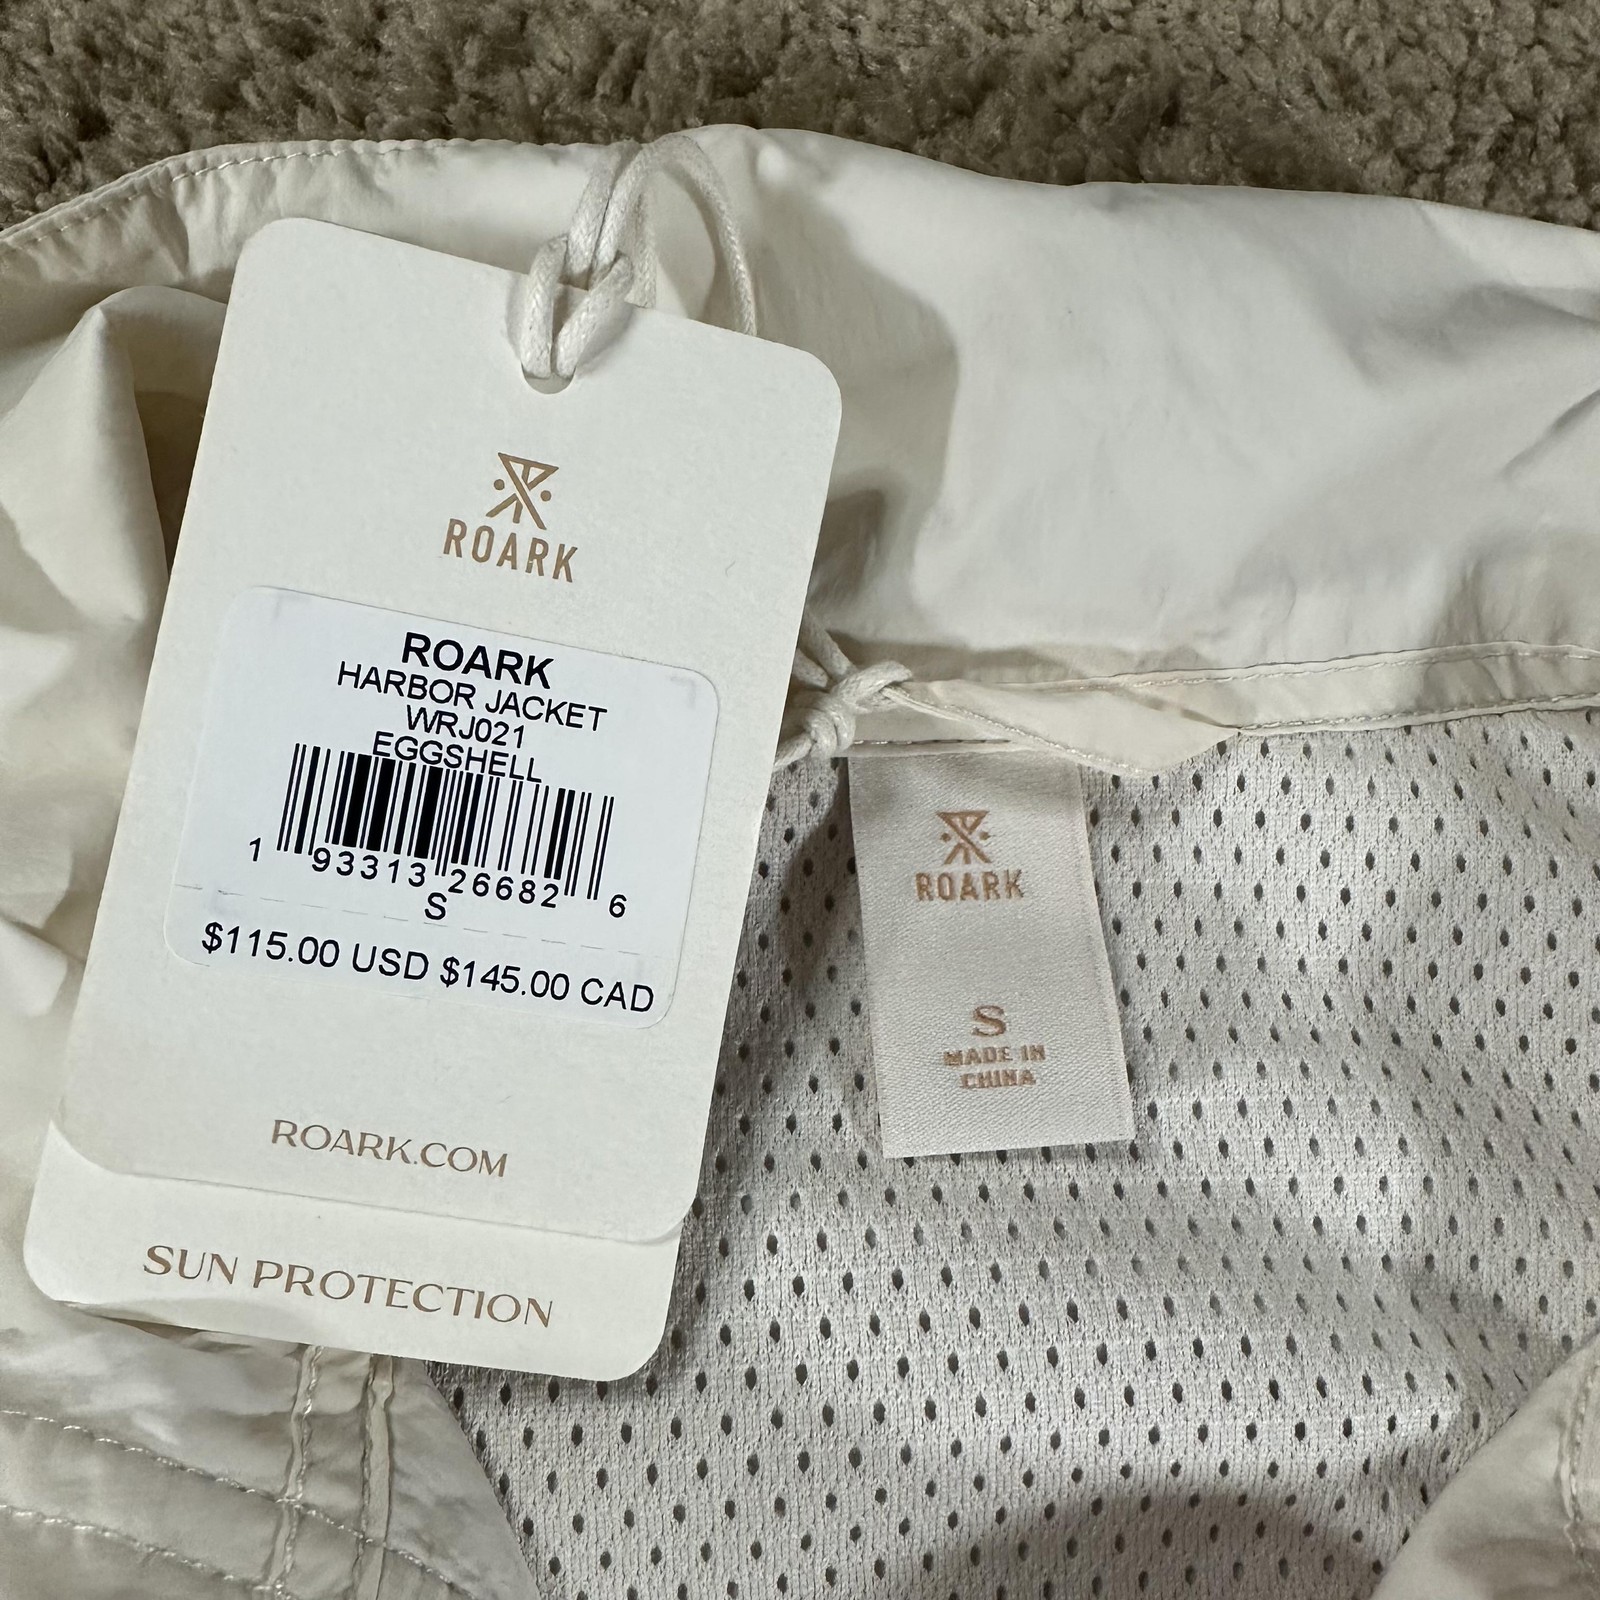 ROARK
ROARK
HARBOR JACKET
WRJ021
EGGSHELL
1 93313 26682 6
S
$115.00 USD $145.00 CAD
ROARK.COM
SUN PROTECTION
ROARK
S
MADE IN
CHINA